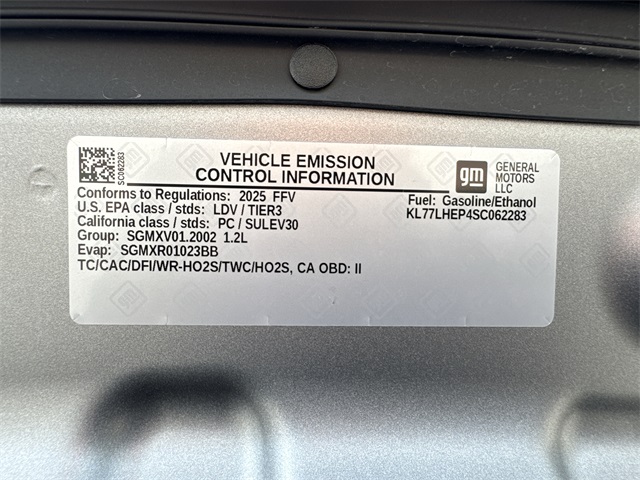 SC062283
VEHICLE EMISSION
CONTROL INFORMATION
gm
GENERAL
MOTORS
LLC
Conforms to Regulations: 2025 FFV
Fuel: Gasoline/Ethanol
U.S. EPA class / stds: LDV / TIER3
KL77LHEP4SC062283
California class / stds: PC / SULEV30
Group: SGMXV01.2002 1.2L
Evap: SGMXR01023BB
TC/CAC/DFI/WR-HO2S/TWC/HO2S, CA OBD: II